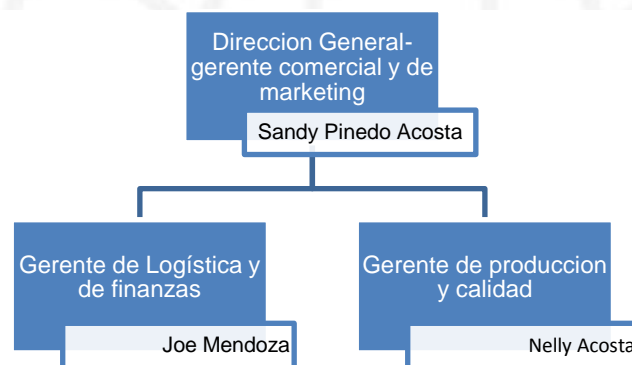 Direccion General-
gerente comercial y de
marketing
Sandy Pinedo Acosta
Gerente de Logística y
de finanzas
Joe Mendoza
Gerente de produccion
y calidad
Nelly Acosta